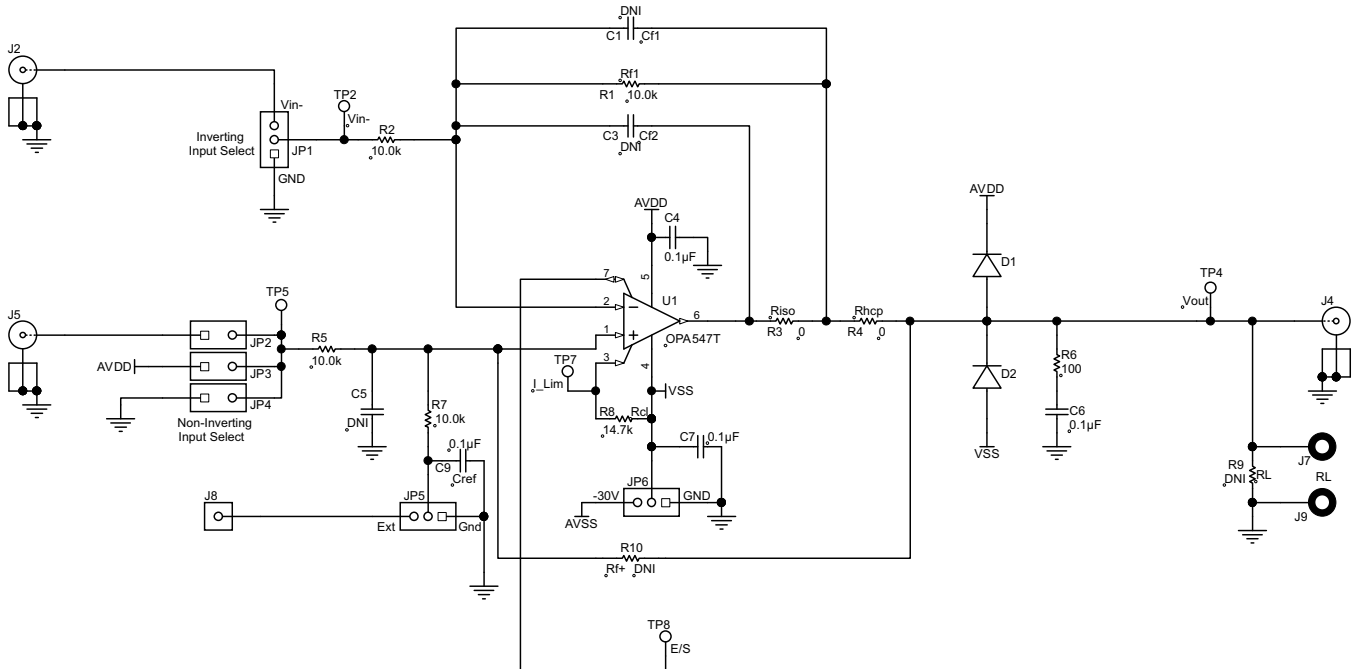 DNI
C1 Cf1
J2
Rf1
R1 10.0k
TP2
Vin-
Vin-
R2
10.0k
C3 Cf2
DNI
Inverting
Input Select
JP1
GND
AVDD
C4
0.1µF
AVDD
D1
7
5
U1
TP4
Vout
J4
TP5
J5
2
6
Riso
R3 0
Rhcp
R4 0
JP2
R5
10.0k
1
OPA547T
AVDD
JP3
TP7
I_Lim
3
4
D2
R6
100
JP4
C5
DNI
VSS
Non-Inverting
Input Select
R7
10.0k
R8 Rcl
14.7k
C6
0.1µF
0.1µF
C9
Cref
C7 0.1µF
VSS
J7
R9
DNI
RL
RL
J8
JP5
Ext
Gnd
JP6
-30V
GND
AVSS
J9
R10
Rf+ DNI
TP8
E/S